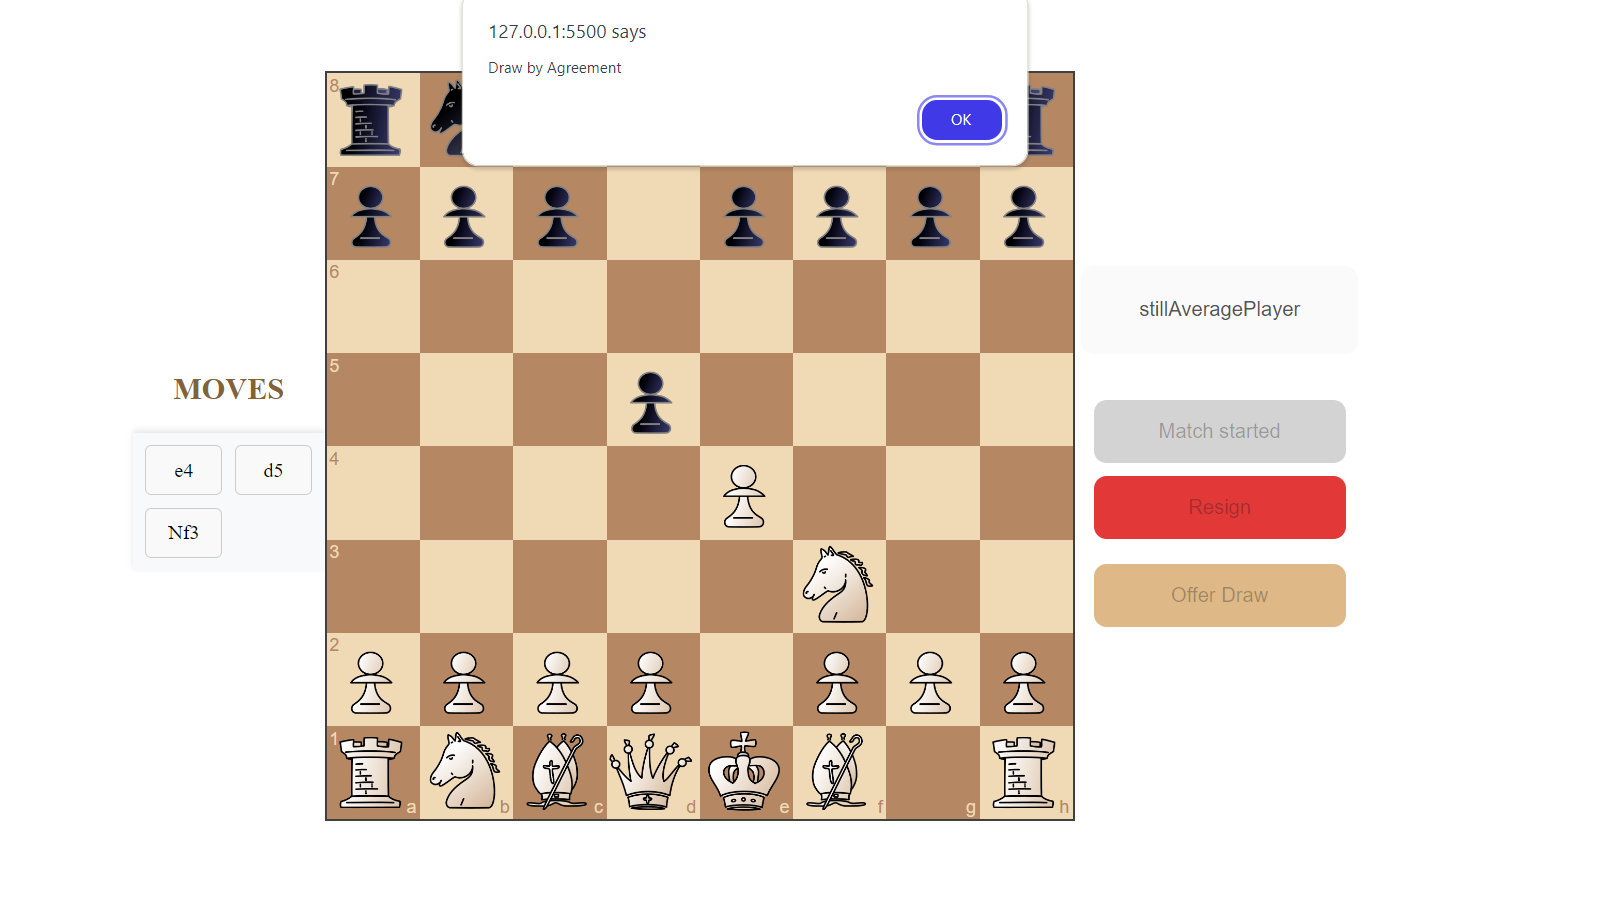 127.0.0.1:5500 says
Draw by Agreement
OK
8
7
6
5
4
3
2
1
a b c d e f g h
MOVES
e4 d5
Nf3
stillAveragePlayer
Match started
Resign
Offer Draw